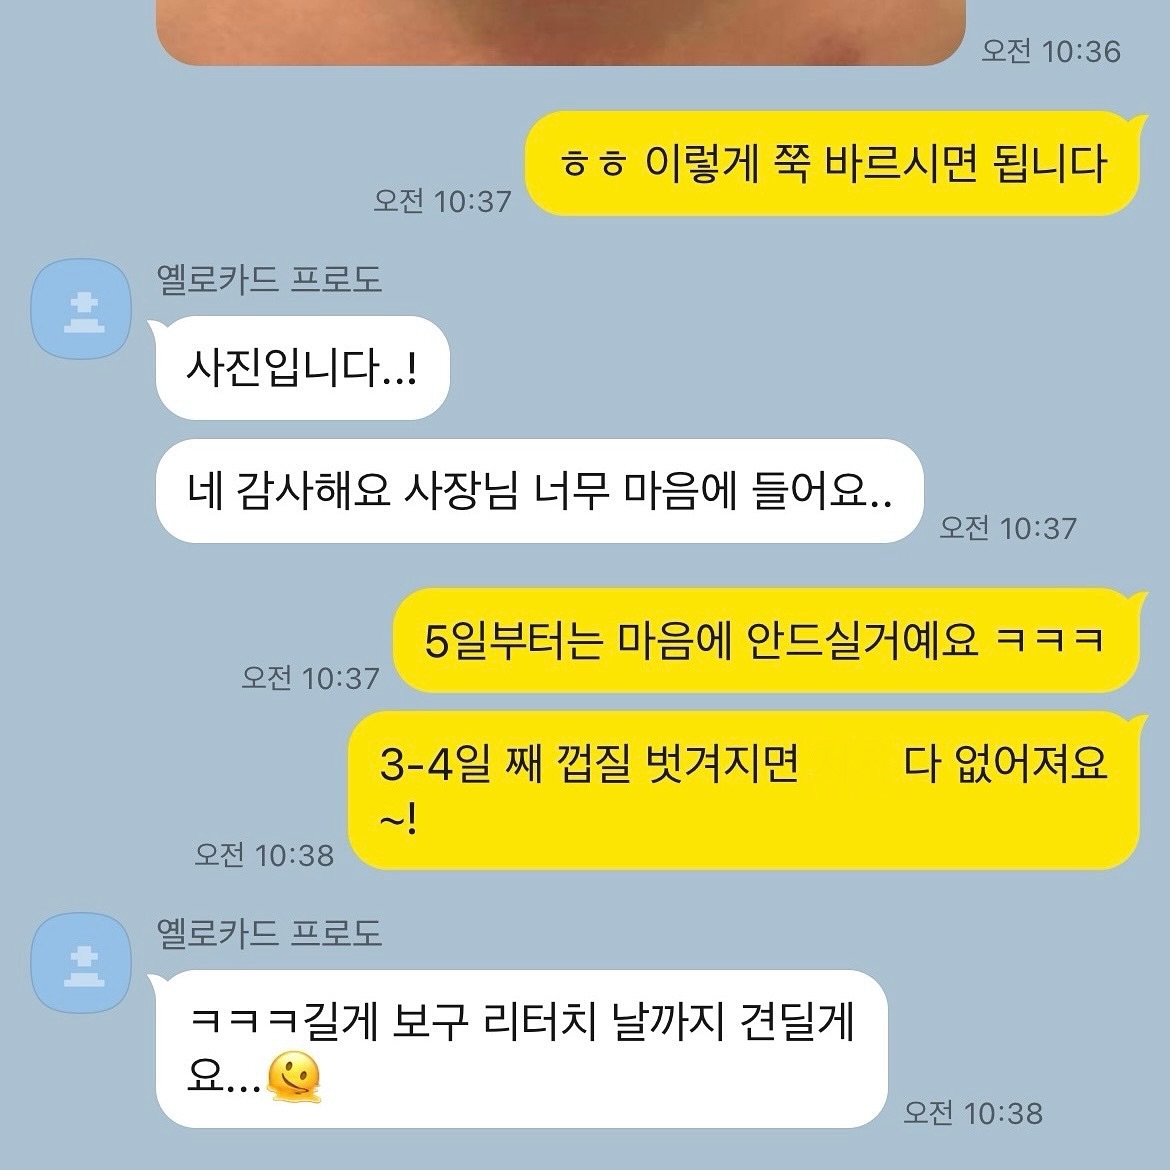 오전 10:36
ㅎㅎ 이렇게 쭉 바르시면 됩니다
오전 10:37
옐로카드 프로도
사진입니다..!
네 감사해요 사장님 너무 마음에 들어요..
오전 10:37
5일부터는 마음에 안드실거예요 ㅋㅋㅋ
오전 10:37
3-4일 째 껍질 벗겨지면 다 없어져요
~!
오전 10:38
옐로카드 프로도
ㅋㅋㅋ길게 보구 리터치 날까지 견딜게
요...🫠
오전 10:38